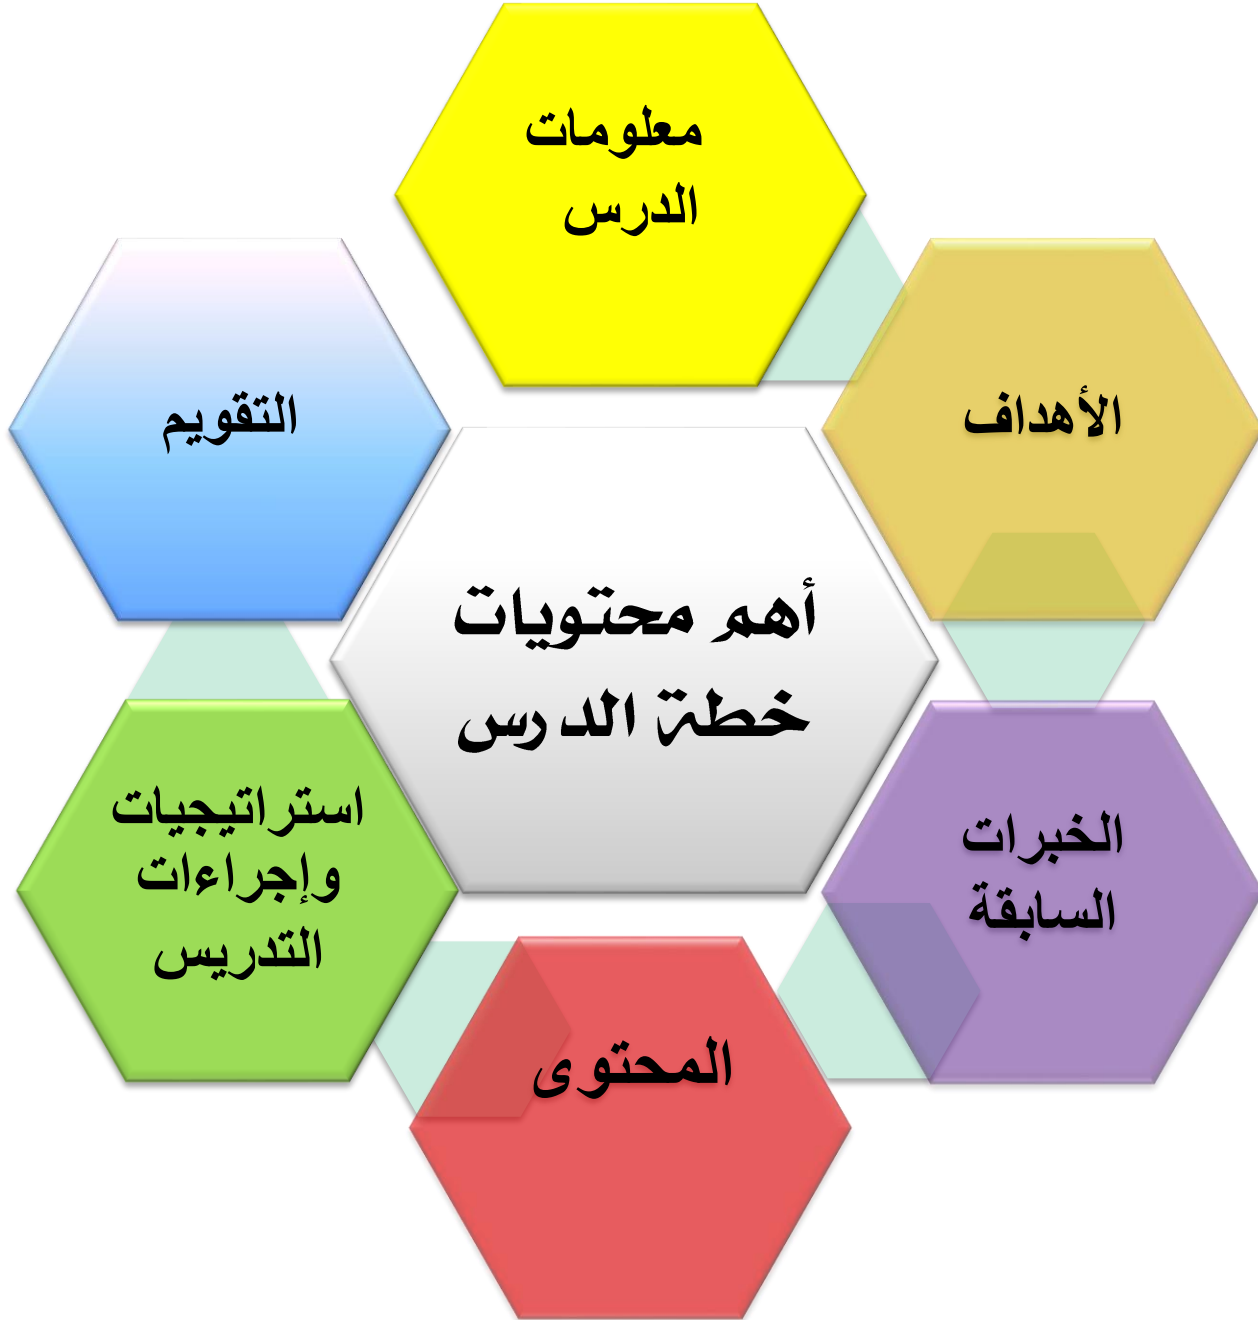 معلومات
الدرس
الأهداف
التقويم
أهم محتويات
خطة الدرس
الخبرات
السابقة
استراتيجيات
وإجراءات
التدريس
المحتوى